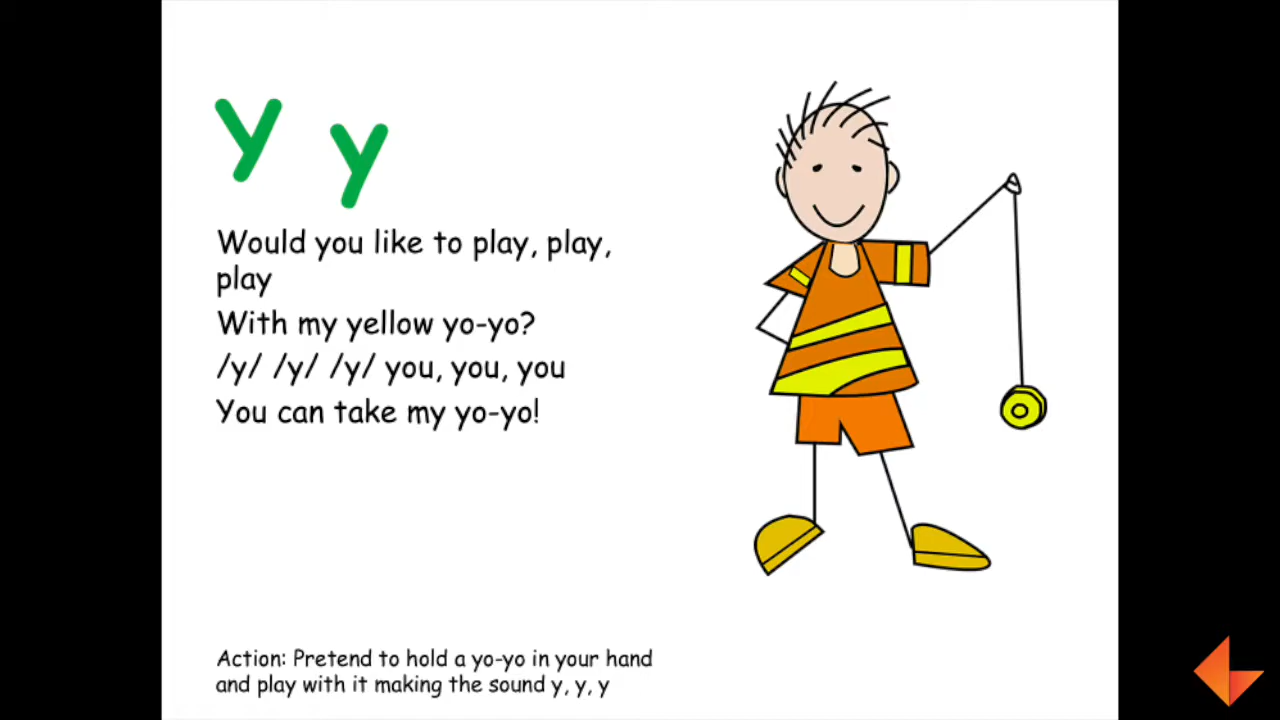 Y y
Would you like to play, play,
play
With my yellow yo-yo?
/y/ /y/ /y/ you, you, you
You can take my yo-yo!
Action: Pretend to hold a yo-yo in your hand
and play with it making the sound y, y, y